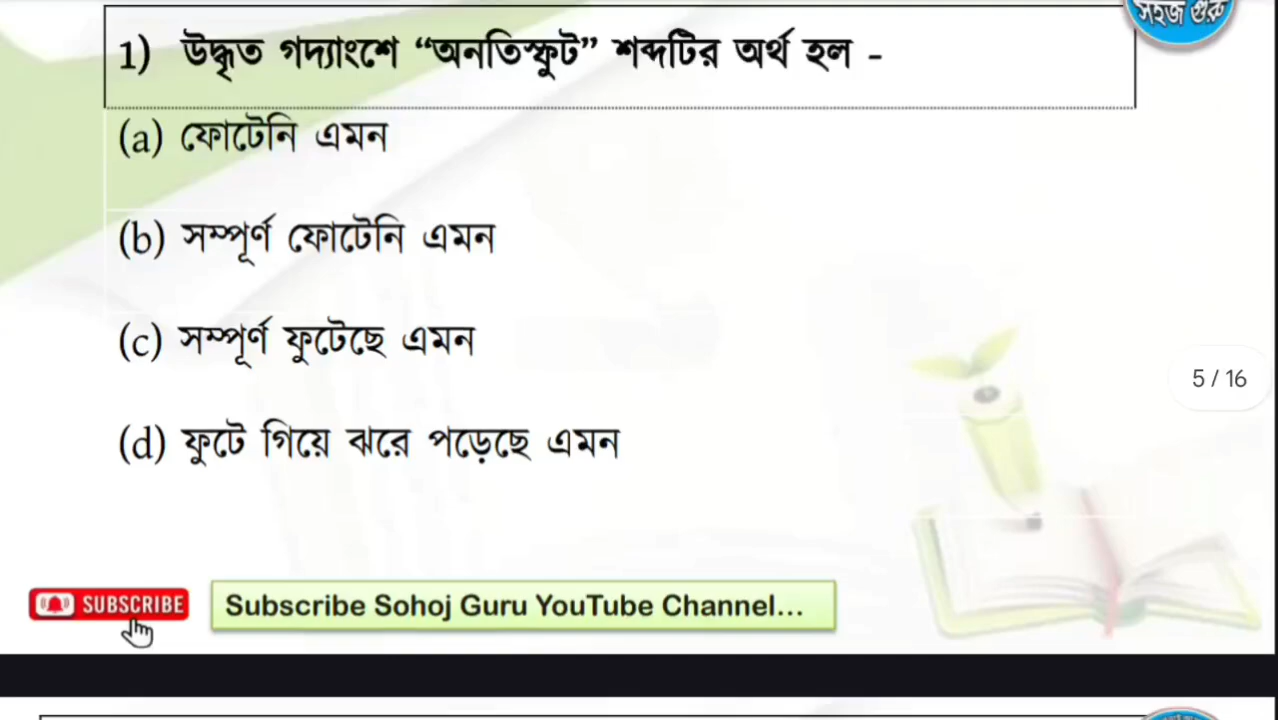 সহজ গুরু
1) উদ্ধৃত গদ্যাংশে “অনতিস্ফুট” শব্দটির অর্থ হল -
(a) ফোটেনি এমন
(b) সম্পূর্ণ ফোটেনি এমন
(c) সম্পূর্ণ ফুটেছে এমন
5 / 16
(d) ফুটে গিয়ে ঝরে পড়েছে এমন
SUBSCRIBE
Subscribe Sohoj Guru YouTube Channel...